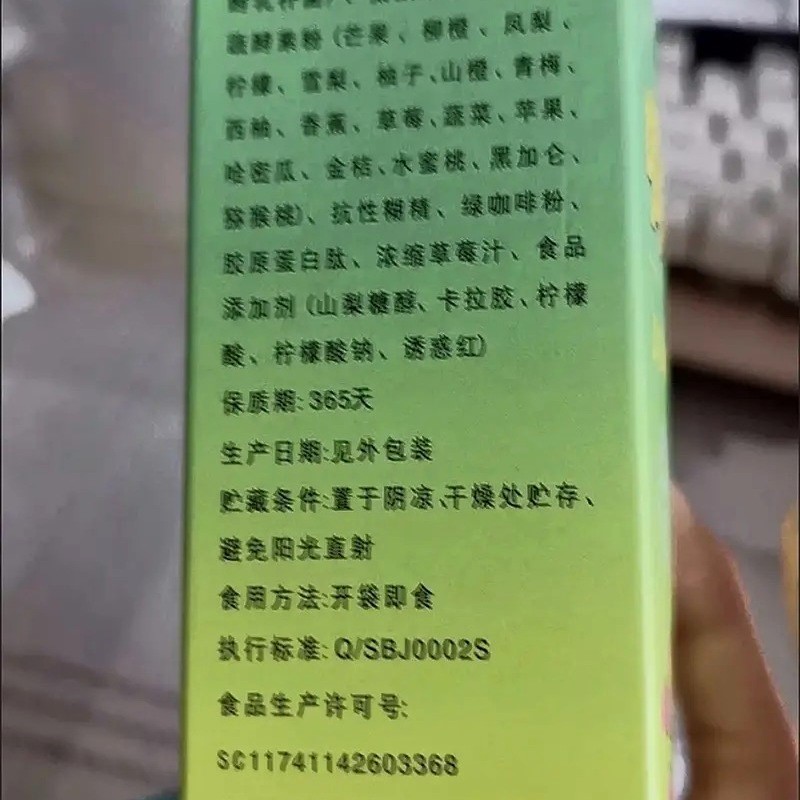 蔬酵素粉(芒果、柳橙、凤梨、
柠檬、雪梨、柚子、山橙、青梅、
西柚、香蕉、草莓、蔬菜、苹果、
哈密瓜、金桔、水蜜桃、黑加仑、
猕猴桃)、抗性糊精、绿咖啡粉、
胶原蛋白肽、浓缩草莓汁、食品
添加剂(山梨糖醇、卡拉胶、柠檬
酸、柠檬酸钠、诱惑红)
保质期:365天
生产日期:见外包装
贮藏条件:置于阴凉、干燥处贮存、
避免阳光直射
食用方法:开袋即食
执行标准:Q/SBJ0002S
食品生产许可号:
SC11741142603368